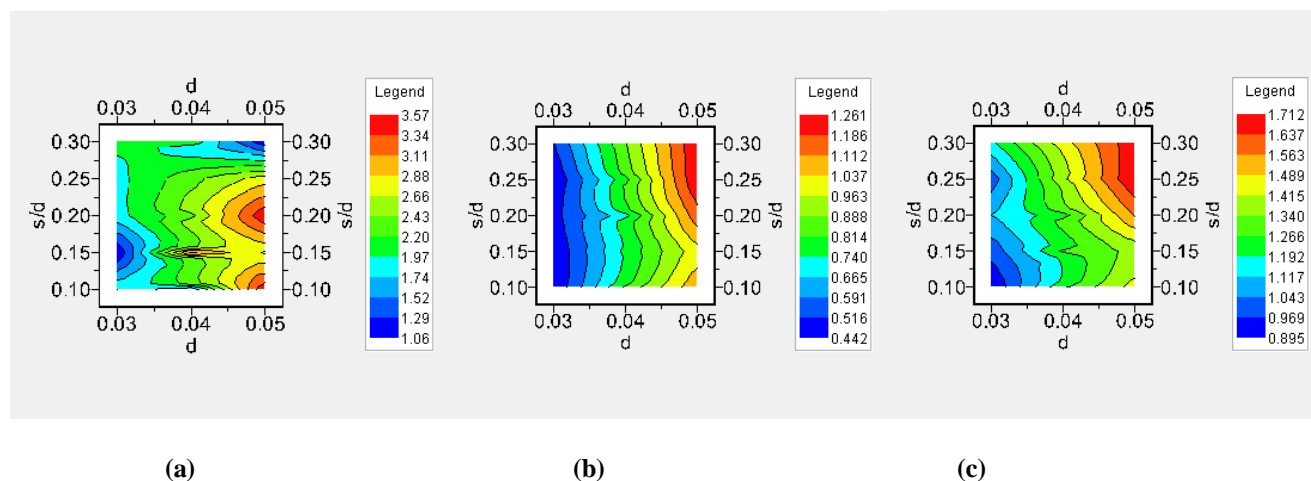 d
0.03 0.04 0.05
0.30 0.30
0.25 0.25
s/d 0.20 0.20 s/d
0.15 0.15
0.10 0.10
0.03 0.04 0.05
d
Legend
3.57
3.34
3.11
2.88
2.66
2.43
2.20
1.97
1.74
1.52
1.29
1.06
d
0.03 0.04 0.05
0.30 0.30
0.25 0.25
s/d 0.20 0.20 s/d
0.15 0.15
0.10 0.10
0.03 0.04 0.05
d
Legend
1.261
1.186
1.112
1.037
0.963
0.888
0.814
0.740
0.665
0.591
0.516
0.442
d
0.03 0.04 0.05
0.30 0.30
0.25 0.25
s/d 0.20 0.20 s/d
0.15 0.15
0.10 0.10
0.03 0.04 0.05
d
Legend
1.712
1.637
1.563
1.489
1.415
1.340
1.266
1.192
1.117
1.043
0.969
0.895
(a) (b) (c)